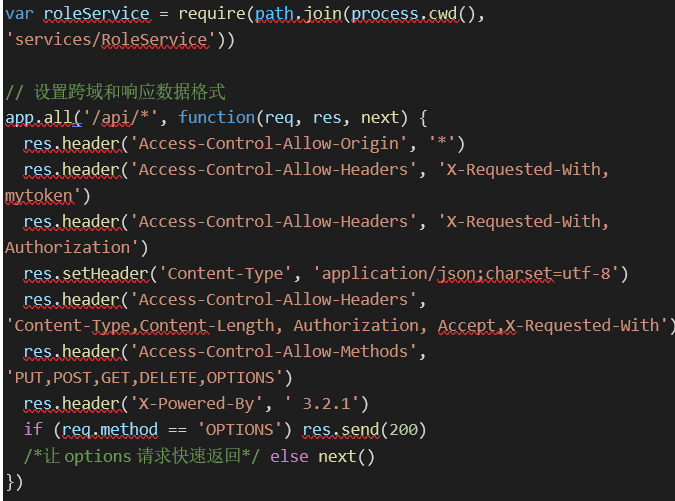 var roleService = require(path.join(process.cwd(),
'services/RoleService'))
// 设置跨域和响应数据格式
app.all('/api/*', function(req, res, next) {
res.header('Access-Control-Allow-Origin', '*')
res.header('Access-Control-Allow-Headers', 'X-Requested-With,
mytoken')
res.header('Access-Control-Allow-Headers', 'X-Requested-With,
Authorization')
res.setHeader('Content-Type', 'application/json;charset=utf-8')
res.header('Access-Control-Allow-Headers',
'Content-Type,Content-Length, Authorization, Accept,X-Requested-With')
res.header('Access-Control-Allow-Methods',
'PUT,POST,GET,DELETE,OPTIONS')
res.header('X-Powered-By', ' 3.2.1')
if (req.method == 'OPTIONS') res.send(200)
/*让 options 请求快速返回*/ else next()
})